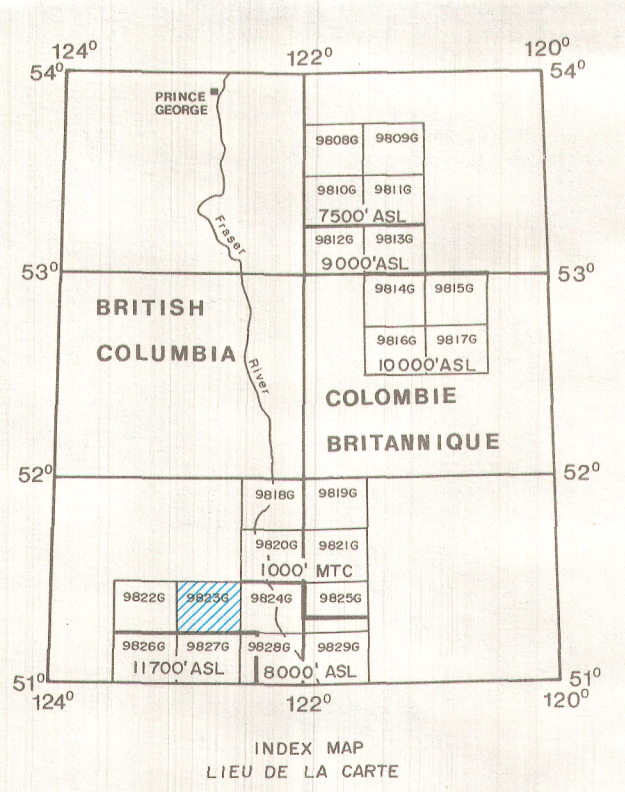 124° 122° 120°
54° 54°
PRINCE
GEORGE
9808G 9809G
9810G 9811G
7500' ASL
Fraser
9812G 9813G
9000' ASL
53° 53°
9814G 9815G
BRITISH
9816G 9817G
COLUMBIA
10000' ASL
River
COLOMBIE
BRITANNIQUE
52° 52°
9818G 9819G
9820G 9821G
1000' MTC
9822G 9823G 9824G 9825G
9826G 9827G 9828G 9829G
11700' ASL 8000' ASL
51° 51°
124° 122° 120°
INDEX MAP
LIEU DE LA CARTE